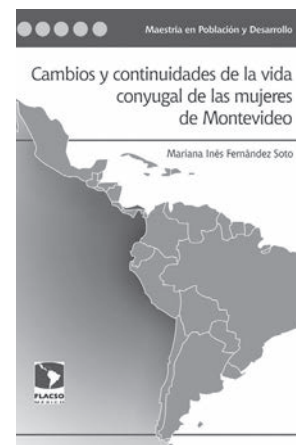 Maestría en Población y Desarrollo
Cambios y continuidades de la vida
conyugal de las mujeres
de Montevideo
Mariana Inés Fernández Soto
FLACSO
MÉXICO